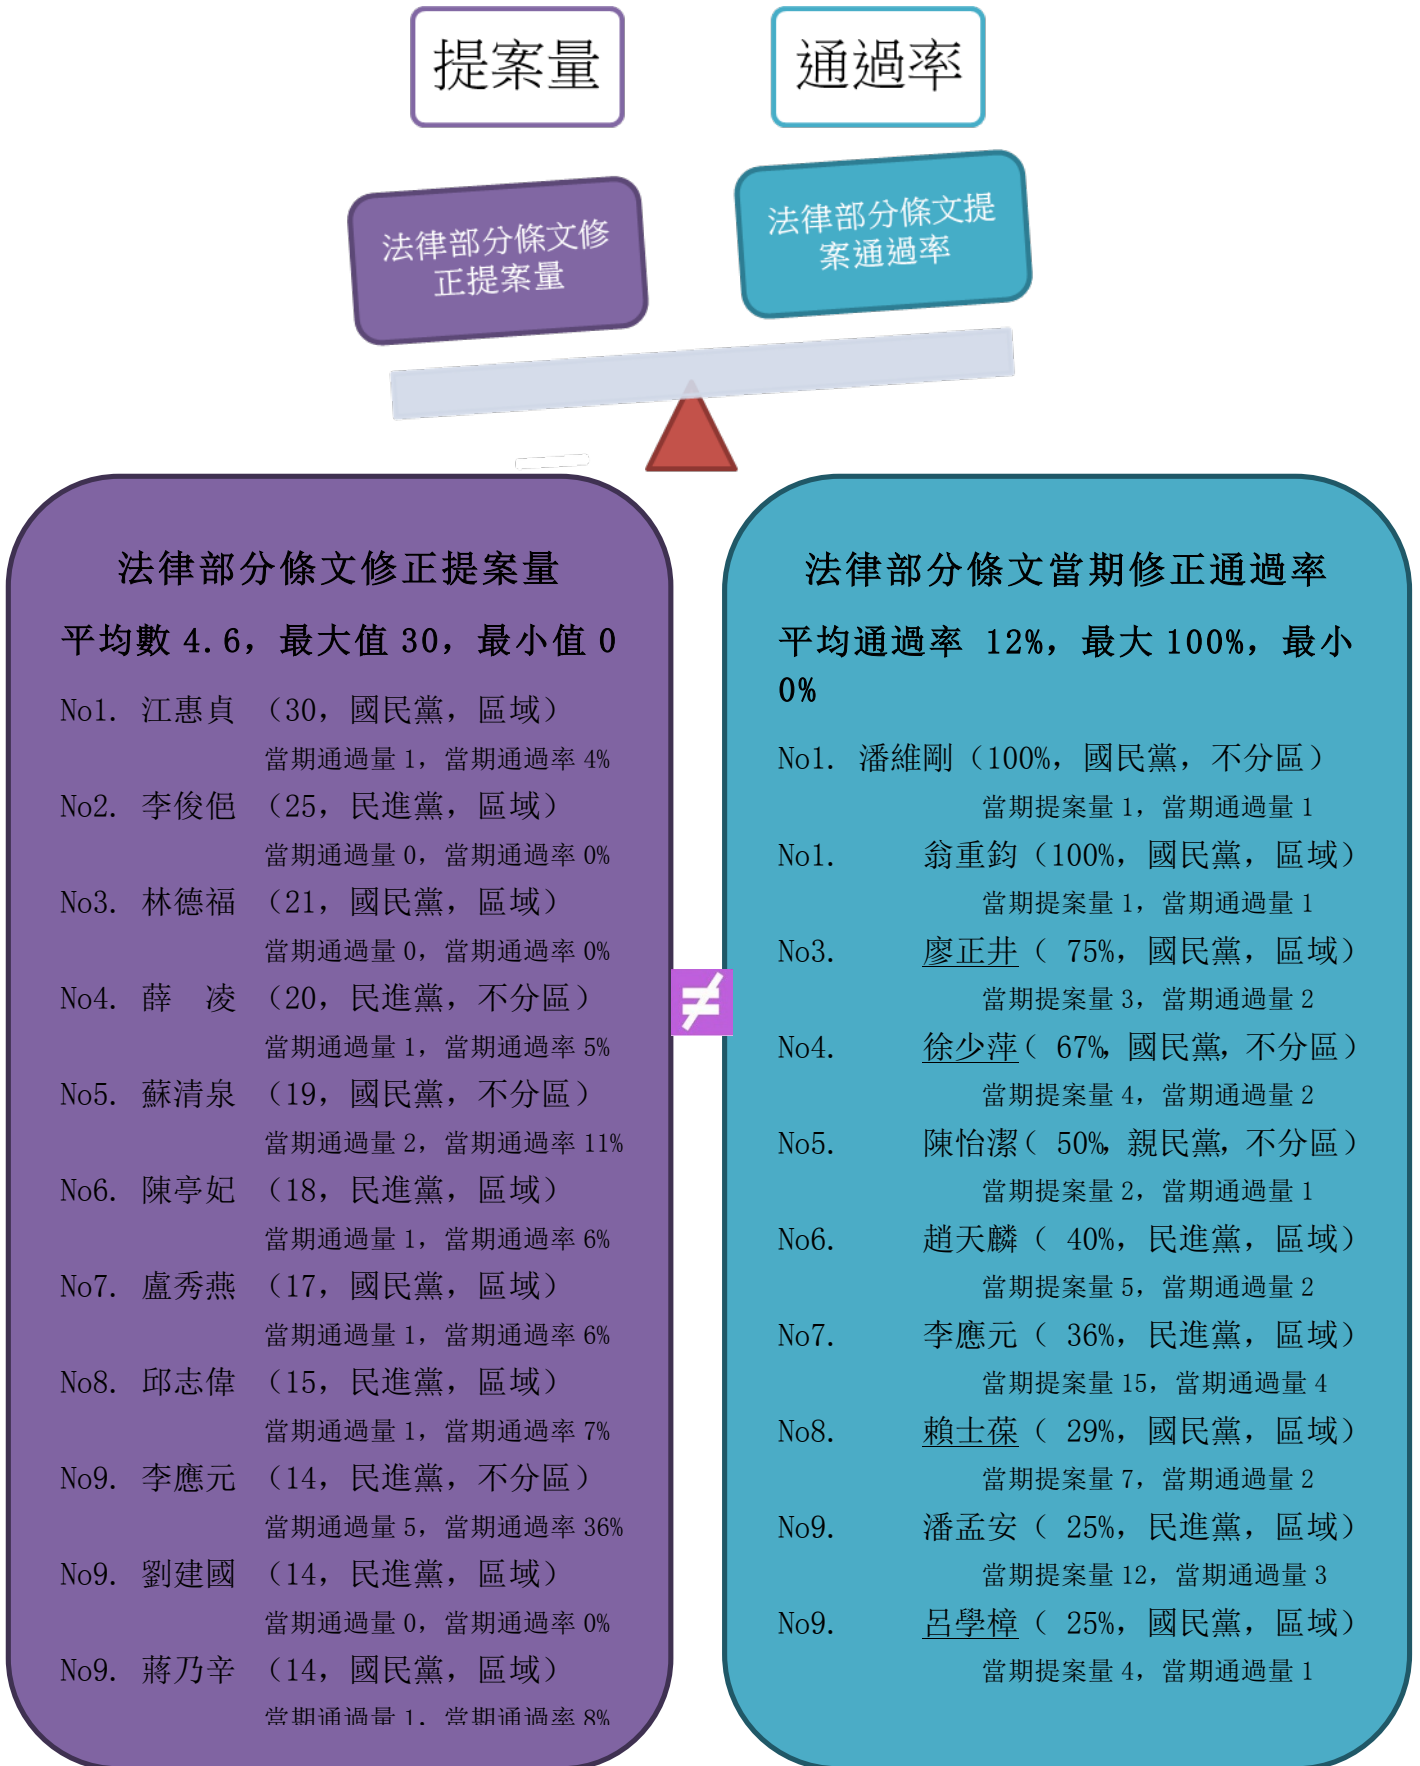 提案量
通過率
法律部分條文修
正提案量
法律部分條文提
案通過率
法律部分條文修正提案量
平均數 4.6，最大值 30，最小值 0
No1. 江惠貞 （30，國民黨，區域）
當期通過量 1，當期通過率 4%
No2. 李俊俋 （25，民進黨，區域）
當期通過量 0，當期通過率 0%
No3. 林德福 （21，國民黨，區域）
當期通過量 0，當期通過率 0%
No4. 薛　凌 （20，民進黨，不分區）
當期通過量 1，當期通過率 5%
No5. 蘇清泉 （19，國民黨，不分區）
當期通過量 2，當期通過率 11%
No6. 陳亭妃 （18，民進黨，區域）
當期通過量 1，當期通過率 6%
No7. 盧秀燕 （17，國民黨，區域）
當期通過量 1，當期通過率 6%
No8. 邱志偉 （15，民進黨，區域）
當期通過量 1，當期通過率 7%
No9. 李應元 （14，民進黨，不分區）
當期通過量 5，當期通過率 36%
No9. 劉建國 （14，民進黨，區域）
當期通過量 0，當期通過率 0%
No9. 蔣乃辛 （14，國民黨，區域）
當期通過量 1，當期通過率 8%
≠
法律部分條文當期修正通過率
平均通過率 12%，最大 100%，最小
0%
No1. 潘維剛（100%，國民黨，不分區）
當期提案量 1，當期通過量 1
No1. 翁重鈞（100%，國民黨，區域）
當期提案量 1，當期通過量 1
No3. 廖正井（ 75%，國民黨，區域）
當期提案量 3，當期通過量 2
No4. 徐少萍（ 67%，國民黨，不分區）
當期提案量 4，當期通過量 2
No5. 陳怡潔（ 50%，親民黨，不分區）
當期提案量 2，當期通過量 1
No6. 趙天麟（ 40%，民進黨，區域）
當期提案量 5，當期通過量 2
No7. 李應元（ 36%，民進黨，區域）
當期提案量 15，當期通過量 4
No8. 賴士葆（ 29%，國民黨，區域）
當期提案量 7，當期通過量 2
No9. 潘孟安（ 25%，民進黨，區域）
當期提案量 12，當期通過量 3
No9. 呂學樟（ 25%，國民黨，區域）
當期提案量 4，當期通過量 1